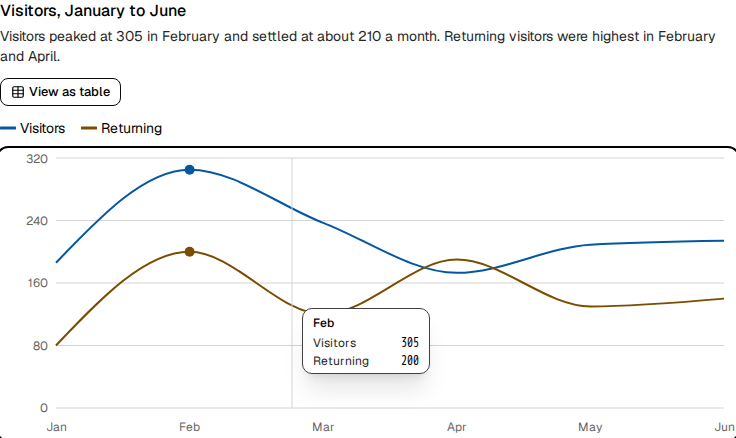 Visitors, January to June
Visitors peaked at 305 in February and settled at about 210 a month. Returning visitors were highest in February
and April.
View as table
Visitors Returning
320
240
160
80
0
Feb
Visitors 305
Returning 200
Jan Feb Mar Apr May Jun